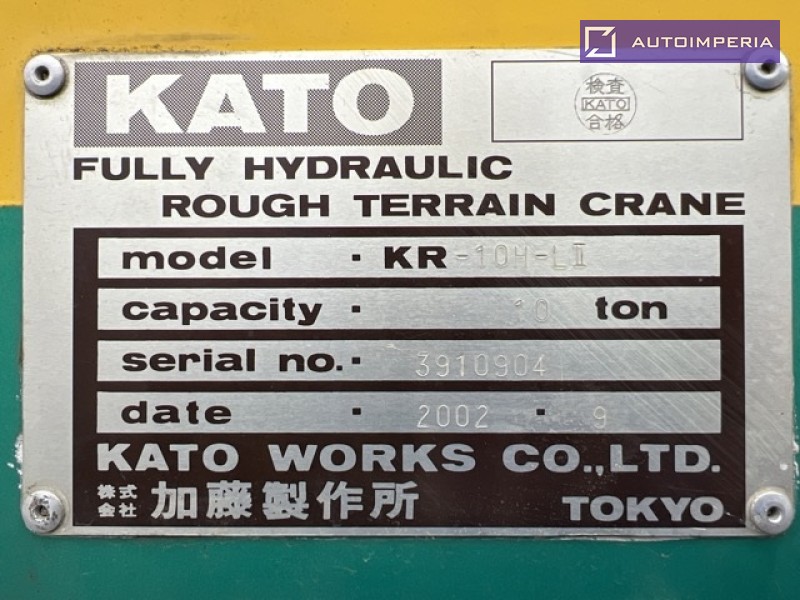 AUTOIMPERIA
KATO
検査
KATO
合格
FULLY HYDRAULIC
ROUGH TERRAIN CRANE
model · KR-10H-LⅡ
capacity · 10 ton
serial no. · 3910904
date · 2002 · 9
KATO WORKS CO.,LTD.
株式会社 加藤製作所 TOKYO